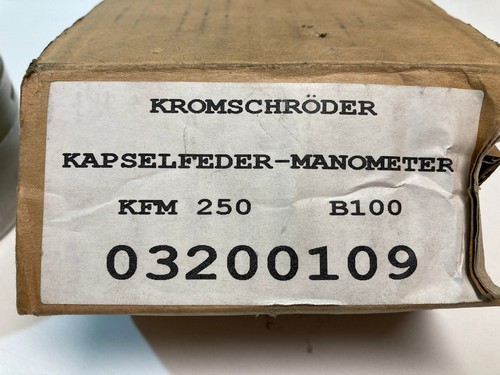 KROMSCHRÖDER
KAPSELFEDER-MANOMETER
KFM 250 B100
03200109